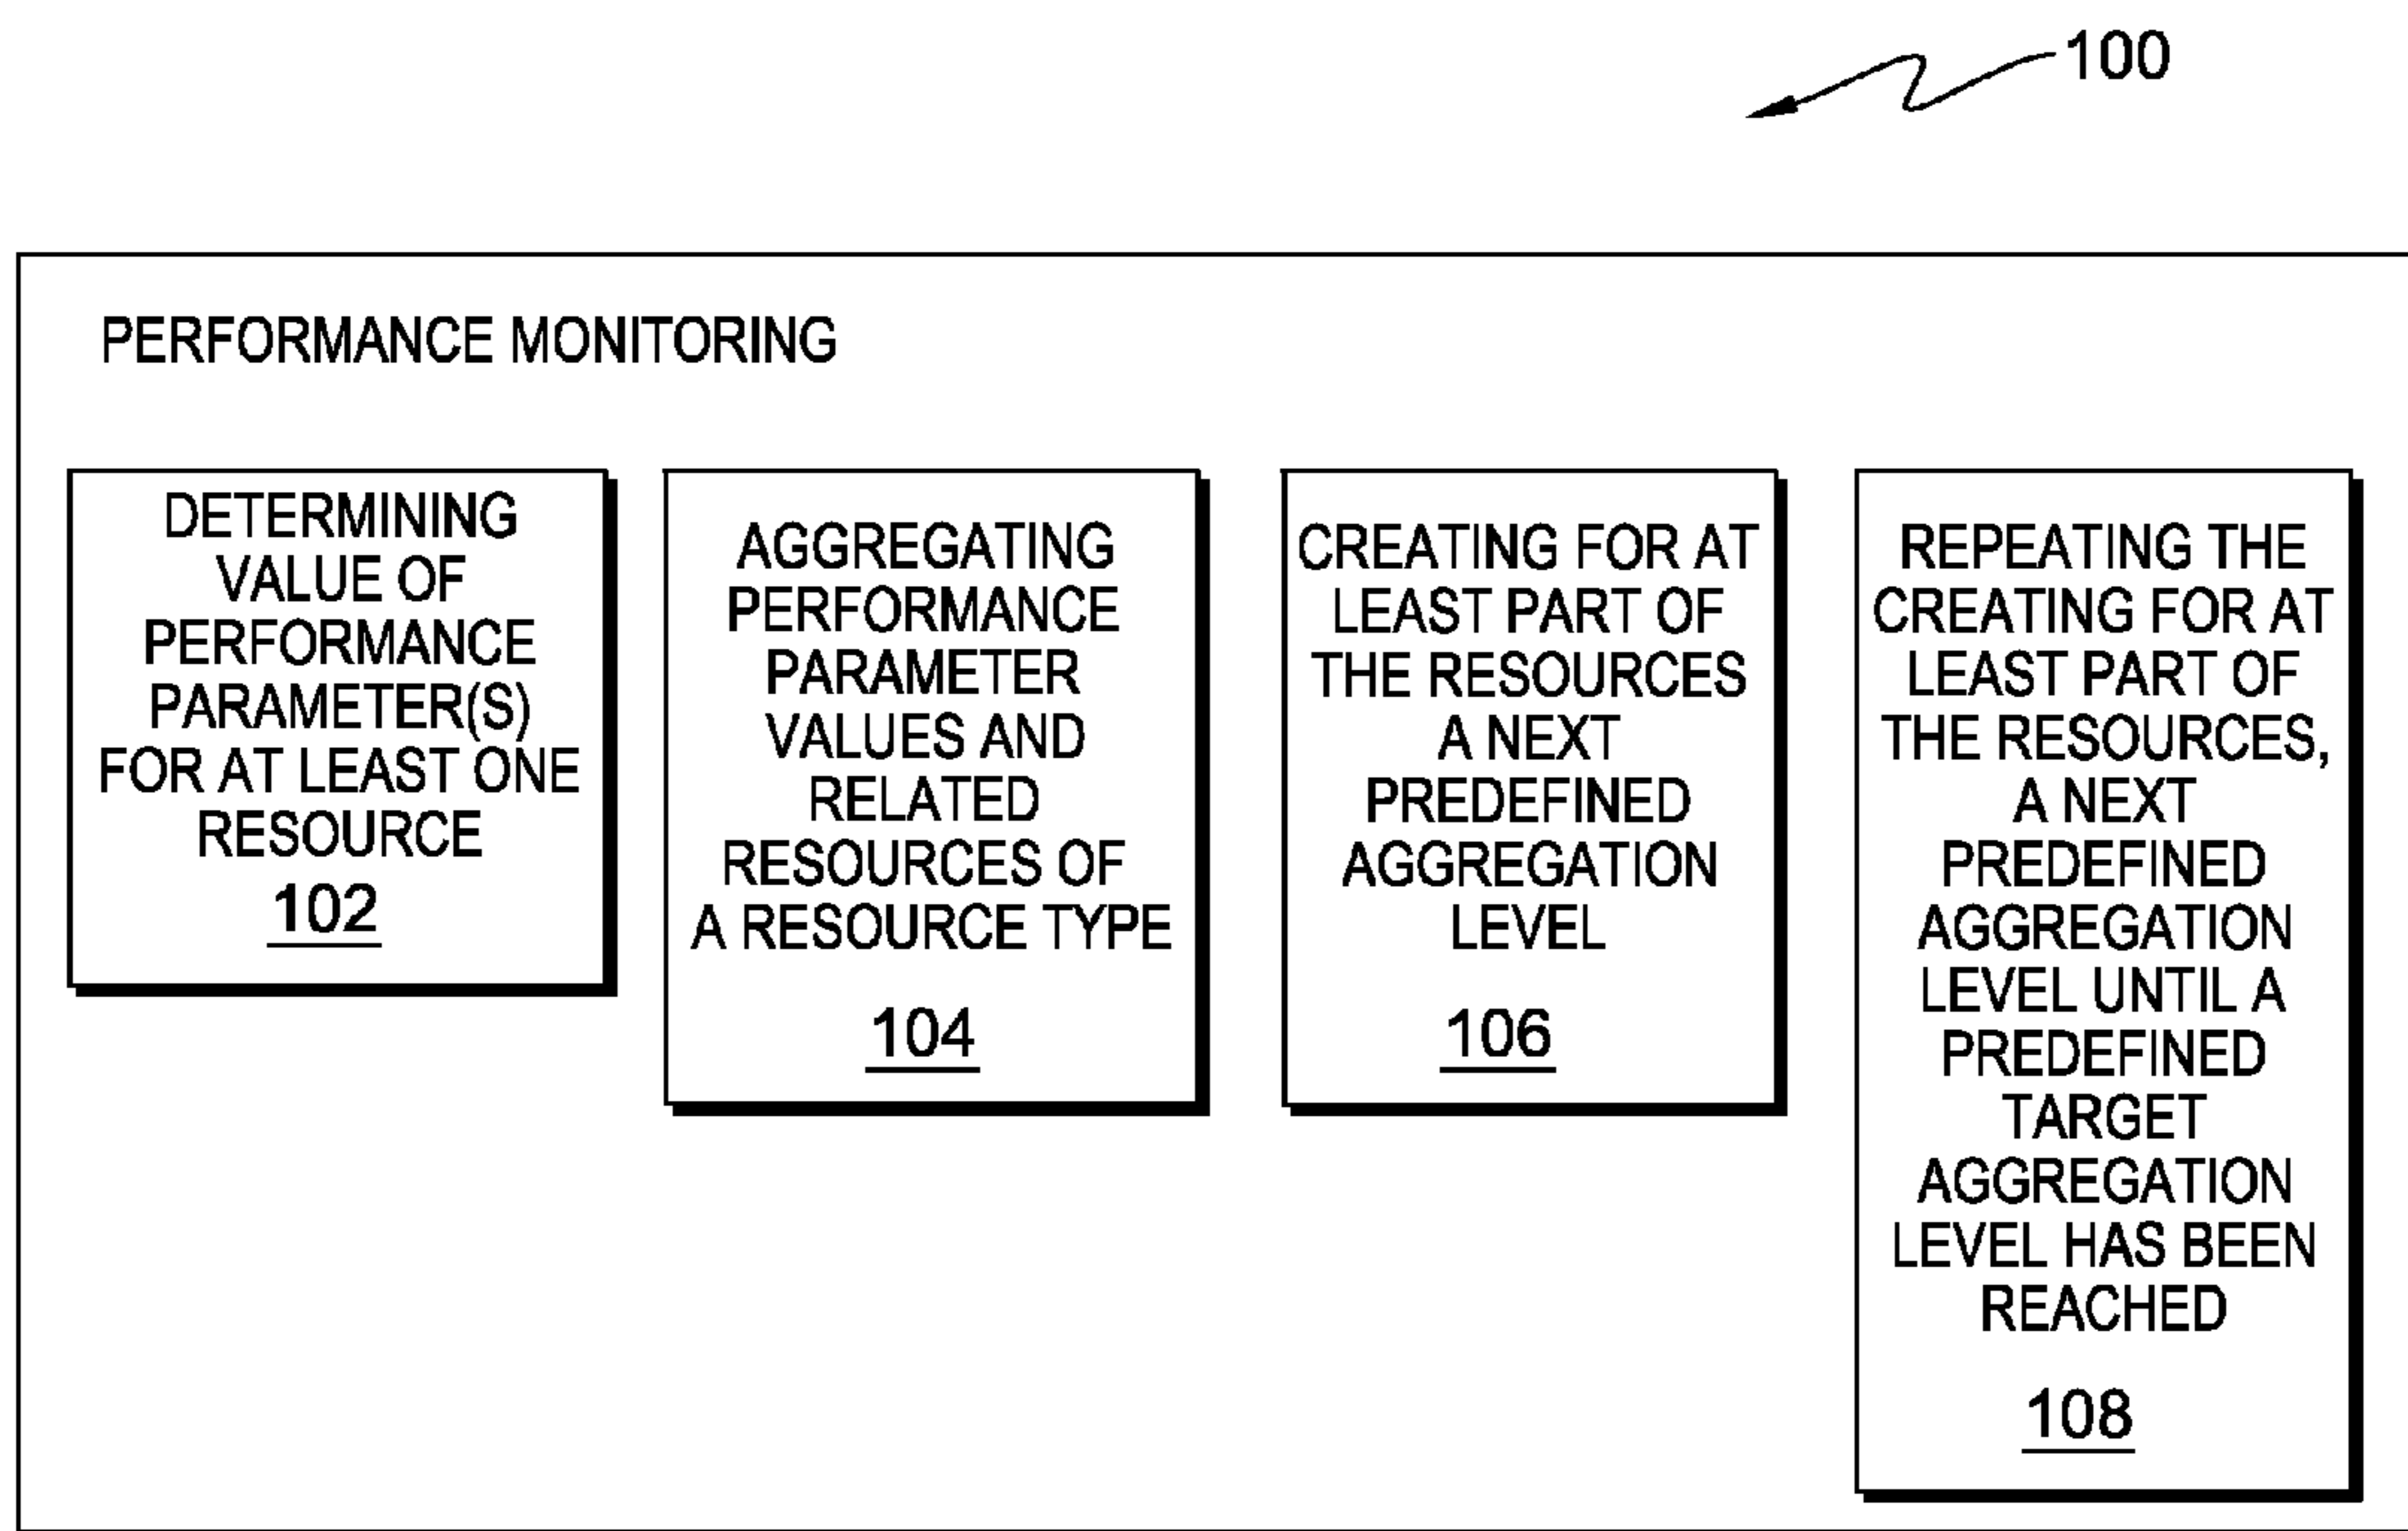 100
PERFORMANCE MONITORING
DETERMINING
VALUE OF
PERFORMANCE
PARAMETER(S)
FOR AT LEAST ONE
RESOURCE
102
AGGREGATING
PERFORMANCE
PARAMETER
VALUES AND
RELATED
RESOURCES OF
A RESOURCE TYPE
104
CREATING FOR AT
LEAST PART OF
THE RESOURCES
A NEXT
PREDEFINED
AGGREGATION
LEVEL
106
REPEATING THE
CREATING FOR AT
LEAST PART OF
THE RESOURCES,
A NEXT
PREDEFINED
AGGREGATION
LEVEL UNTIL A
PREDEFINED
TARGET
AGGREGATION
LEVEL HAS BEEN
REACHED
108